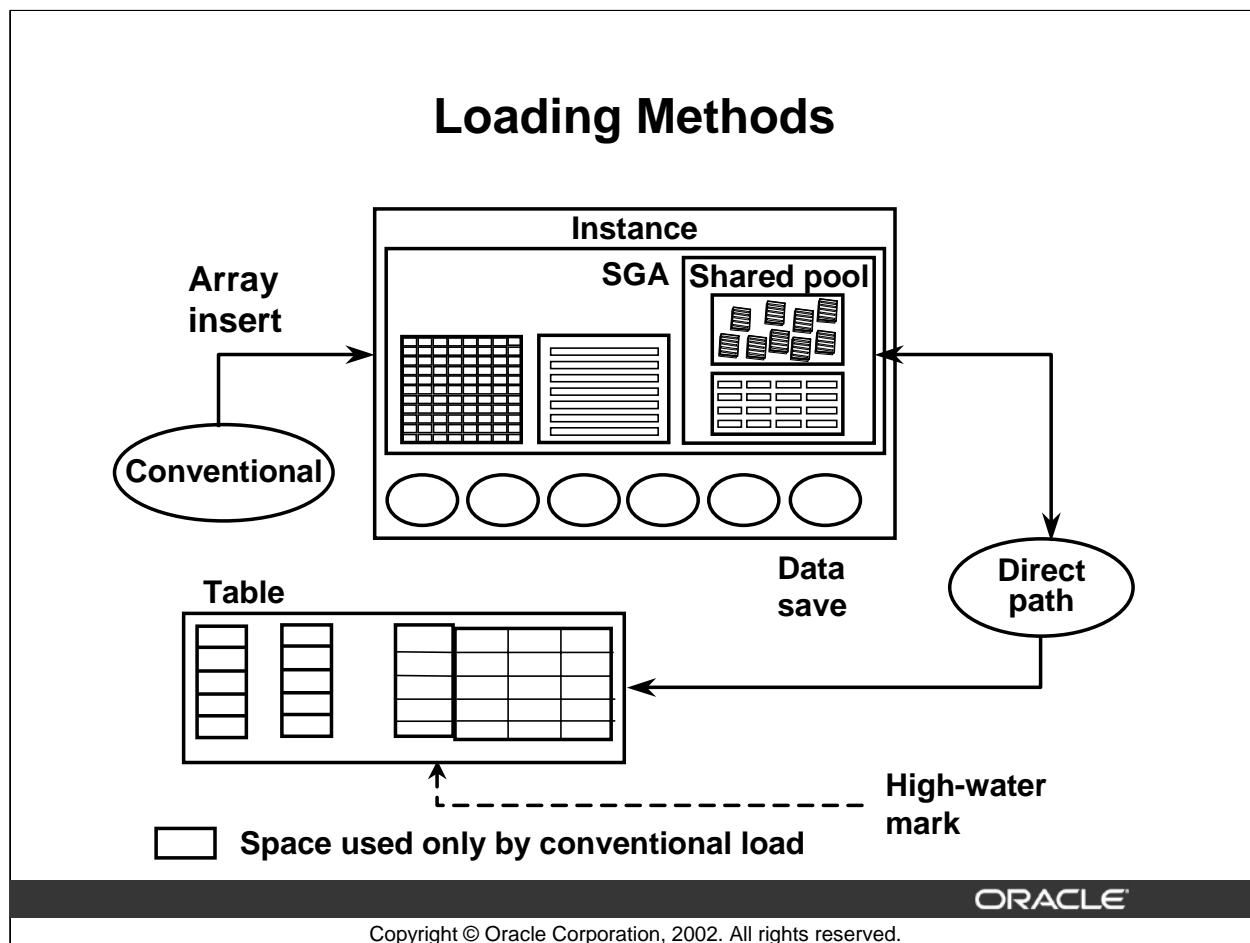 Loading Methods
Instance
SGA
Shared pool
Array
insert
Conventional
Data
save
Direct
path
Table
High-water
mark
Space used only by conventional load
ORACLE®
Copyright © Oracle Corporation, 2002. All rights reserved.